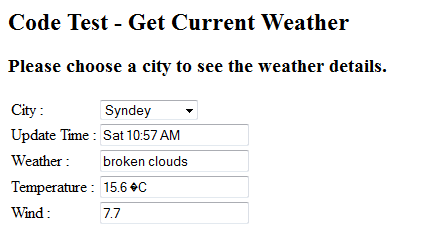 Code Test - Get Current Weather
Please choose a city to see the weather details.
City : Syndey
Update Time : Sat 10:57 AM
Weather : broken clouds
Temperature : 15.6 �C
Wind : 7.7